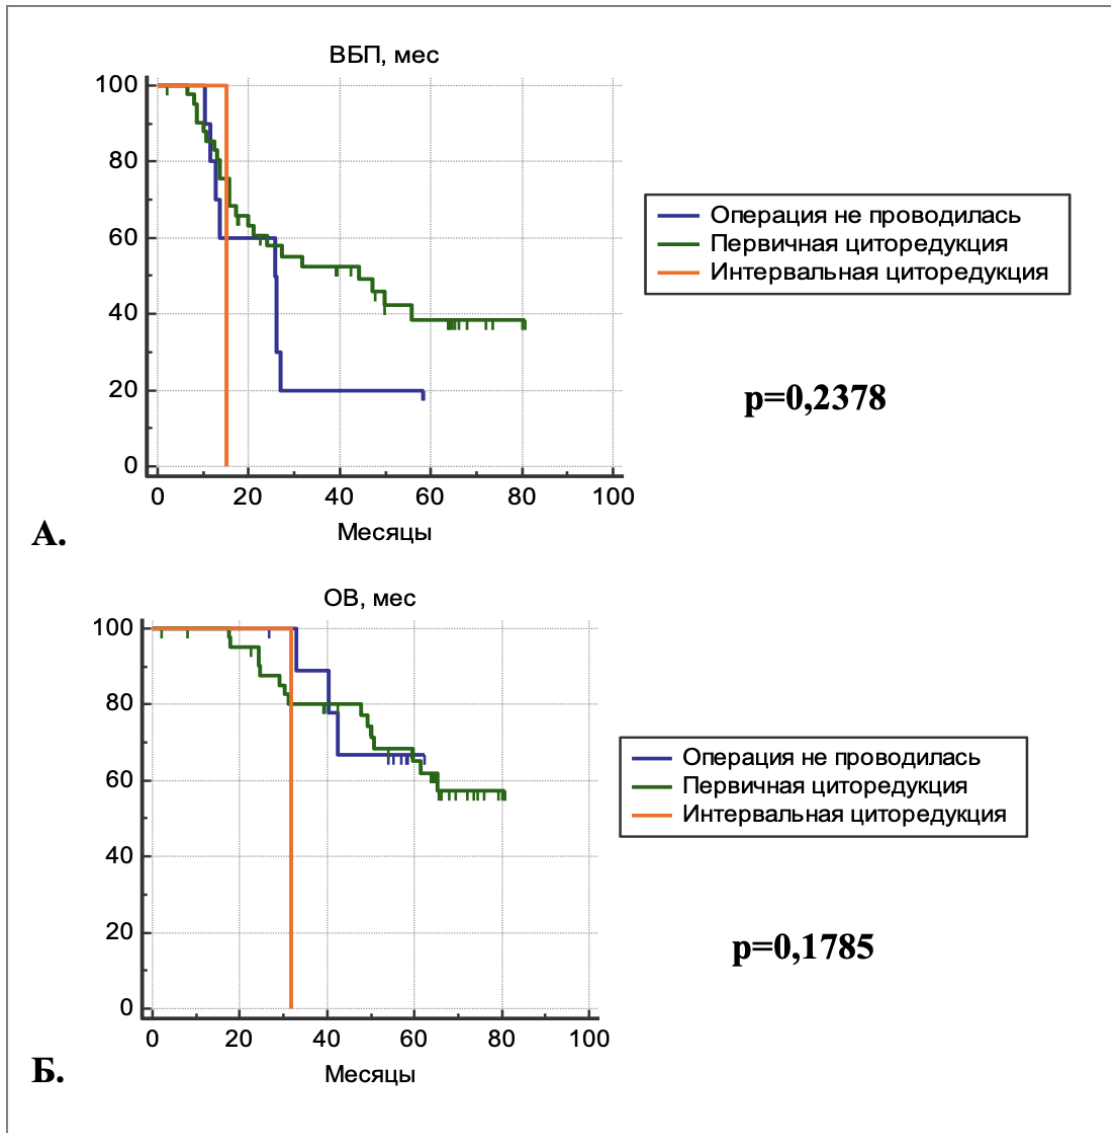 ВБП, мес
100
80
60
40
20
0
0 20 40 60 80 100
Месяцы
Операция не проводилась
Первичная циторедукция
Интервальная циторедукция
p=0,2378
А.
ОВ, мес
100
80
60
40
20
0
0 20 40 60 80 100
Месяцы
Операция не проводилась
Первичная циторедукция
Интервальная циторедукция
p=0,1785
Б.